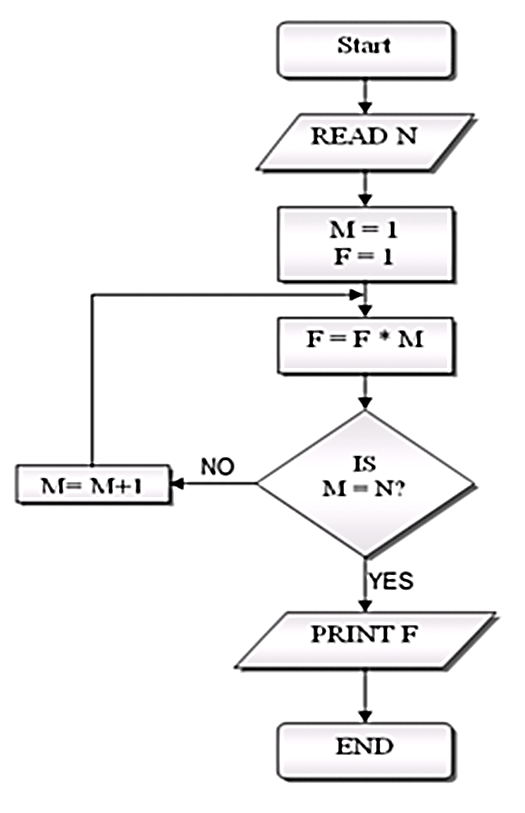 Start
READ N
M = 1
F = 1
F = F * M
IS
M = N?
NO
M= M+1
YES
PRINT F
END